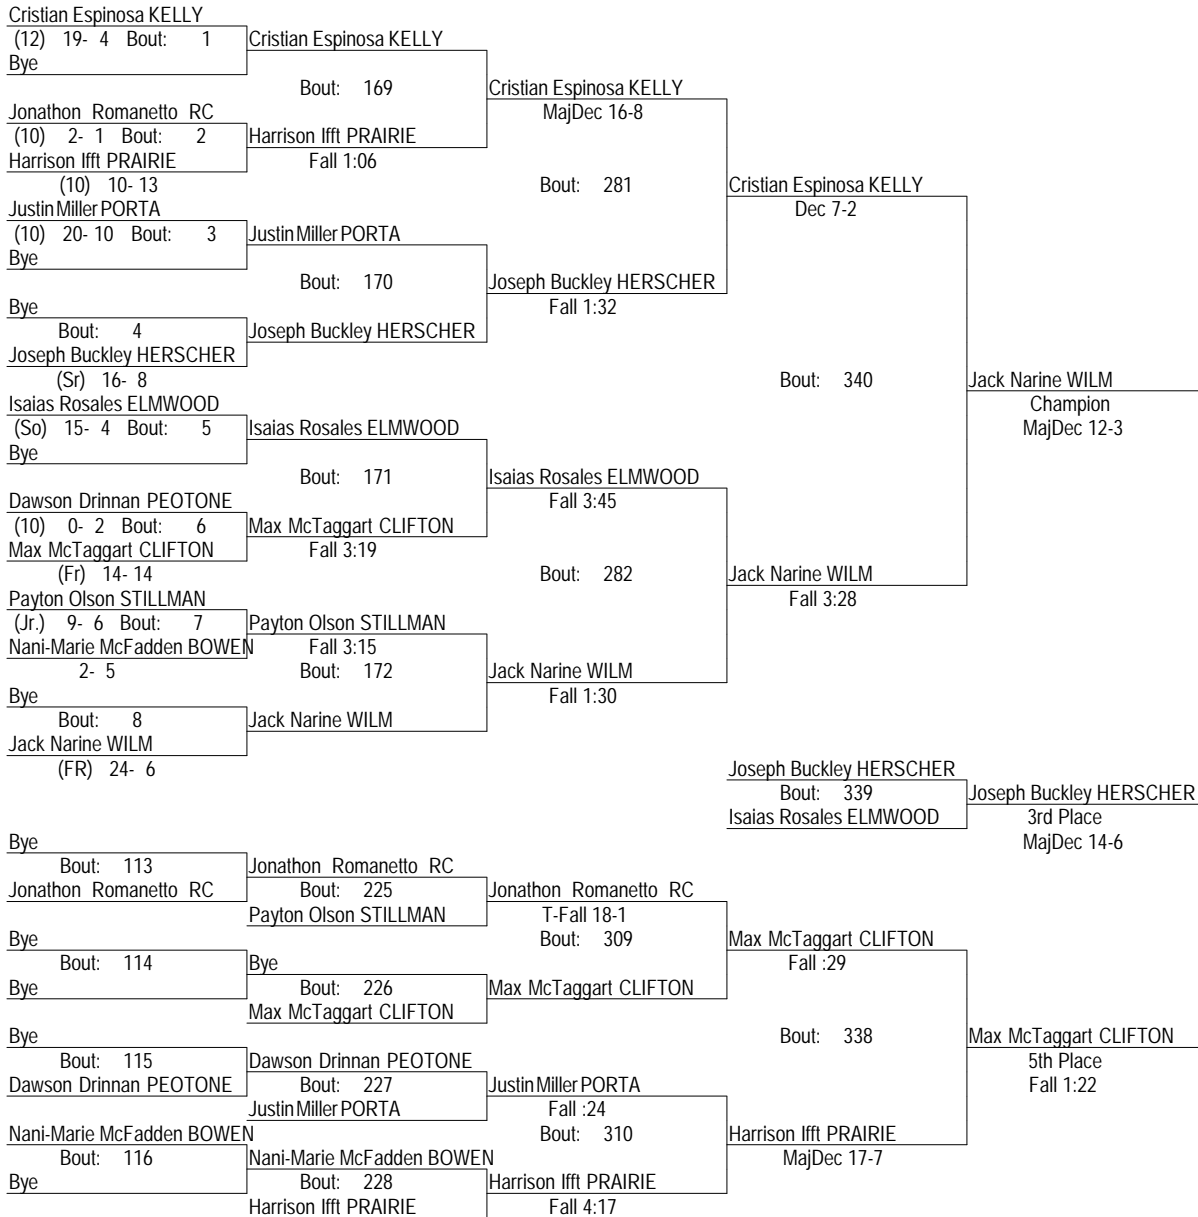 Cristian Espinosa KELLY
(12) 19- 4 Bout: 1 Cristian Espinosa KELLY
Bye
Bout: 169 Cristian Espinosa KELLY
Jonathon Romanetto RC MajDec 16-8
(10) 2- 1 Bout: 2 Harrison Ifft PRAIRIE
Harrison Ifft PRAIRIE Fall 1:06
(10) 10- 13 Bout: 281 Cristian Espinosa KELLY
Justin Miller PORTA Dec 7-2
(10) 20- 10 Bout: 3 Justin Miller PORTA
Bye
Bout: 170 Joseph Buckley HERSCHER
Bye Fall 1:32
Bout: 4 Joseph Buckley HERSCHER
Joseph Buckley HERSCHER
(Sr) 16- 8 Bout: 340 Jack Narine WILM
Isaias Rosales ELMWOOD Champion
(So) 15- 4 Bout: 5 Isaias Rosales ELMWOOD MajDec 12-3
Bye
Bout: 171 Isaias Rosales ELMWOOD
Dawson Drinnan PEOTONE Fall 3:45
(10) 0- 2 Bout: 6 Max McTaggart CLIFTON
Max McTaggart CLIFTON Fall 3:19
(Fr) 14- 14 Bout: 282 Jack Narine WILM
Payton Olson STILLMAN Fall 3:28
(Jr.) 9- 6 Bout: 7 Payton Olson STILLMAN
Nani-Marie McFadden BOWEN Fall 3:15
2- 5 Bout: 172 Jack Narine WILM
Bye Fall 1:30
Bout: 8 Jack Narine WILM
Jack Narine WILM
(FR) 24- 6 Joseph Buckley HERSCHER
Bout: 339 Joseph Buckley HERSCHER
Isaias Rosales ELMWOOD 3rd Place
Bye MajDec 14-6
Bout: 113 Jonathon Romanetto RC
Jonathon Romanetto RC Bout: 225 Jonathon Romanetto RC
Payton Olson STILLMAN T-Fall 18-1
Bye Bout: 309 Max McTaggart CLIFTON
Bout: 114 Bye Fall :29
Bye Bout: 226 Max McTaggart CLIFTON
Max McTaggart CLIFTON
Bye Bout: 338 Max McTaggart CLIFTON
Bout: 115 Dawson Drinnan PEOTONE 5th Place
Dawson Drinnan PEOTONE Bout: 227 Justin Miller PORTA Fall 1:22
Justin Miller PORTA Fall :24
Nani-Marie McFadden BOWEN Bout: 310 Harrison Ifft PRAIRIE
Bout: 116 Nani-Marie McFadden BOWEN MajDec 17-7
Bye Bout: 228 Harrison Ifft PRAIRIE
Harrison Ifft PRAIRIE Fall 4:17